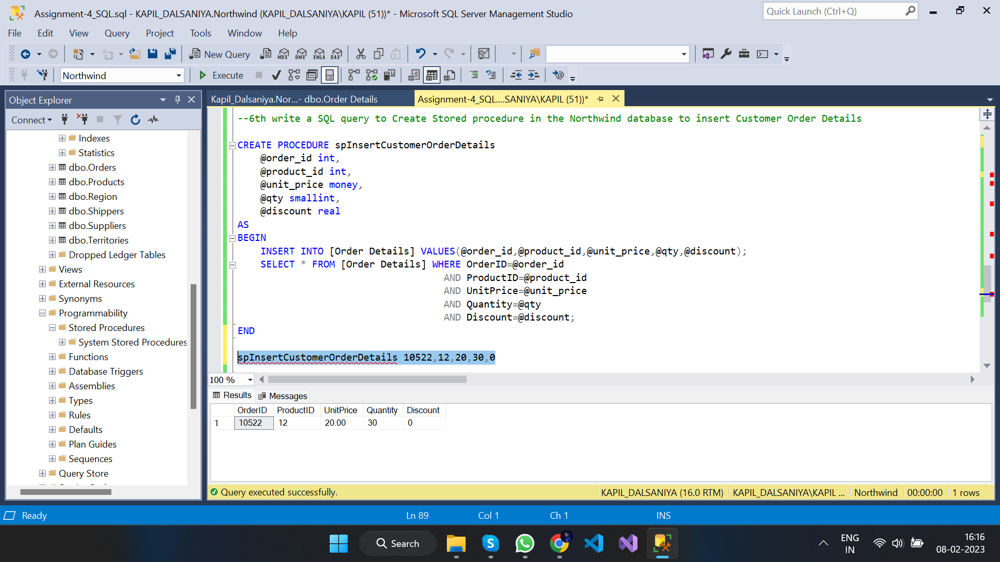 Assignment-4_SQL.sql - KAPIL_DALSANIYA.Northwind (KAPIL_DALSANIYA\KAPIL (51))* - Microsoft SQL Server Management Studio
Quick Launch (Ctrl+Q)
File Edit View Query Project Tools Window Help
New Query MDX DMX XMLA DAX
Northwind Execute
Object Explorer
Connect
Indexes
Statistics
dbo.Orders
dbo.Products
dbo.Region
dbo.Shippers
dbo.Suppliers
dbo.Territories
Dropped Ledger Tables
Views
External Resources
Synonyms
Programmability
Stored Procedures
System Stored Procedures
Functions
Database Triggers
Assemblies
Types
Rules
Defaults
Plan Guides
Sequences
Query Store
Kapil_Dalsaniya.Nor...- dbo.Order Details
Assignment-4_SQL....SANIYA\KAPIL (51))*
--6th write a SQL query to Create Stored procedure in the Northwind database to insert Customer Order Details
CREATE PROCEDURE spInsertCustomerOrderDetails
@order_id int,
@product_id int,
@unit_price money,
@qty smallint,
@discount real
AS
BEGIN
INSERT INTO [Order Details] VALUES(@order_id,@product_id,@unit_price,@qty,@discount);
SELECT * FROM [Order Details] WHERE OrderID=@order_id
AND ProductID=@product_id
AND UnitPrice=@unit_price
AND Quantity=@qty
AND Discount=@discount;
END
spInsertCustomerOrderDetails 10522,12,20,30,0
100 %
Results Messages
OrderID ProductID UnitPrice Quantity Discount
1 10522 12 20.00 30 0
Query executed successfully.
KAPIL_DALSANIYA (16.0 RTM) KAPIL_DALSANIYA\KAPIL ... Northwind 00:00:00 1 rows
Ready Ln 89 Col 1 Ch 1 INS
Search
ENG
IN
16:16
08-02-2023